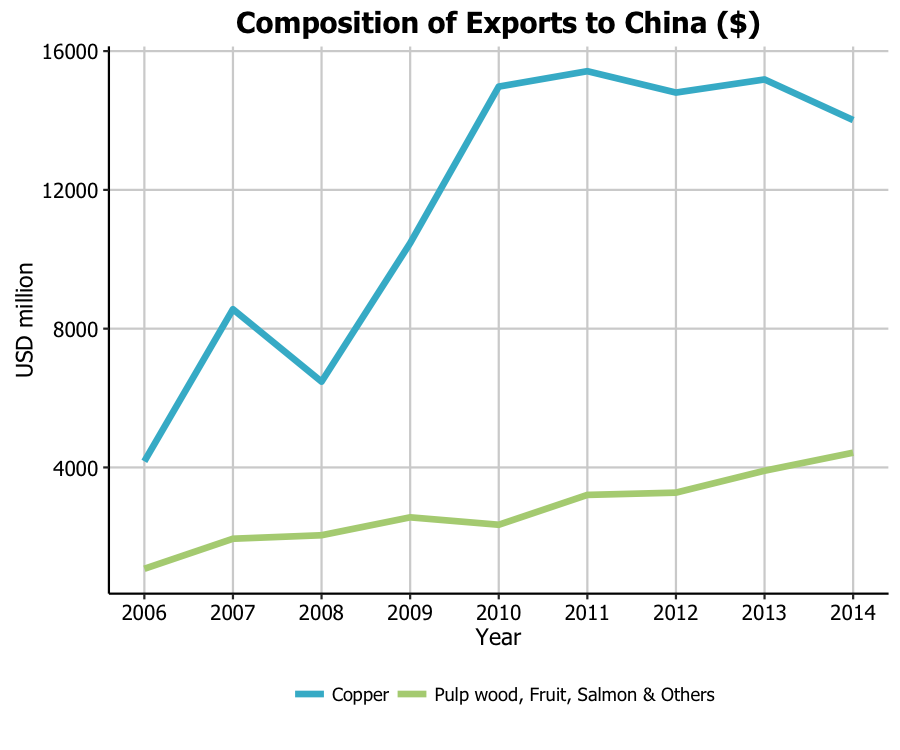 Composition of Exports to China ($)
16000
12000
8000
4000
USD million
2006 2007 2008 2009 2010 2011 2012 2013 2014
Year
Copper Pulp wood, Fruit, Salmon & Others